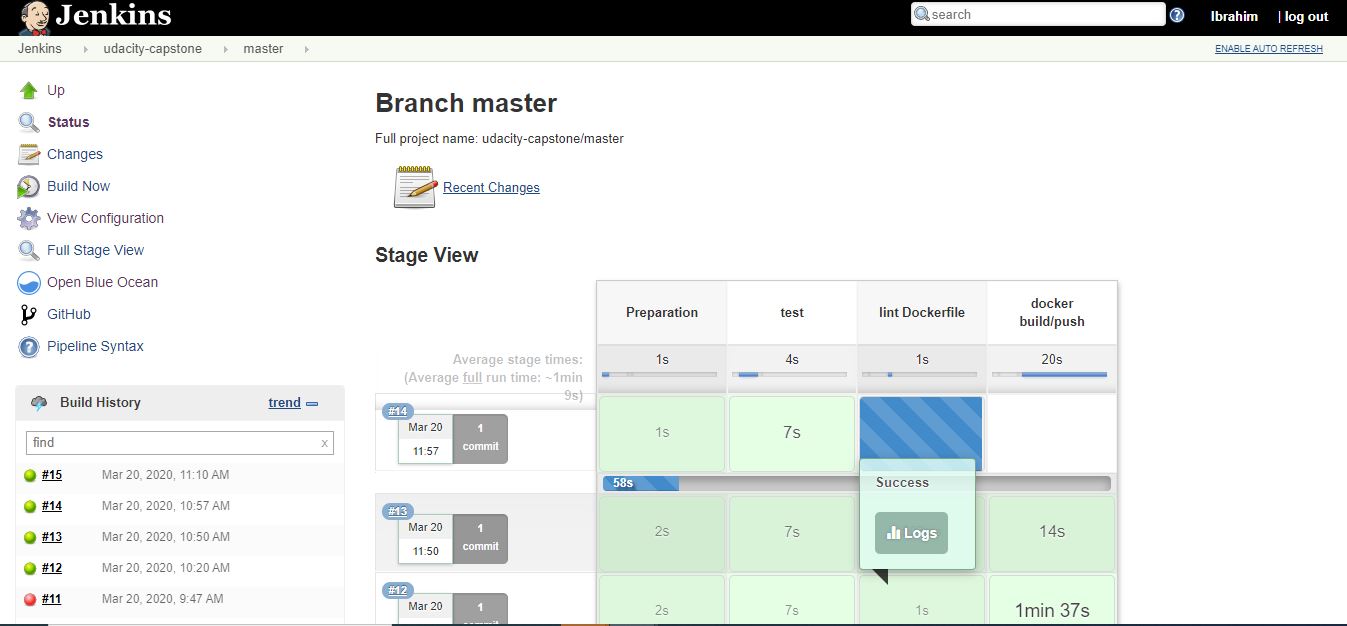 Jenkins
search
Ibrahim
| log out
Jenkins
udacity-capstone
master
ENABLE AUTO REFRESH
Up
Status
Changes
Build Now
View Configuration
Full Stage View
Open Blue Ocean
GitHub
Pipeline Syntax
Build History
trend
find
x
#15 Mar 20, 2020, 11:10 AM
#14 Mar 20, 2020, 10:57 AM
#13 Mar 20, 2020, 10:50 AM
#12 Mar 20, 2020, 10:20 AM
#11 Mar 20, 2020, 9:47 AM
Branch master
Full project name: udacity-capstone/master
Recent Changes
Stage View
Preparation
test
lint Dockerfile
docker
build/push
Average stage times:
(Average full run time: ~1min
9s)
1s
4s
1s
20s
#14
Mar 20
11:57
1
commit
1s
7s
58s
Success
Logs
#13
Mar 20
11:50
1
commit
2s
7s
14s
#12
Mar 20
1
commit
2s
7s
1s
1min 37s